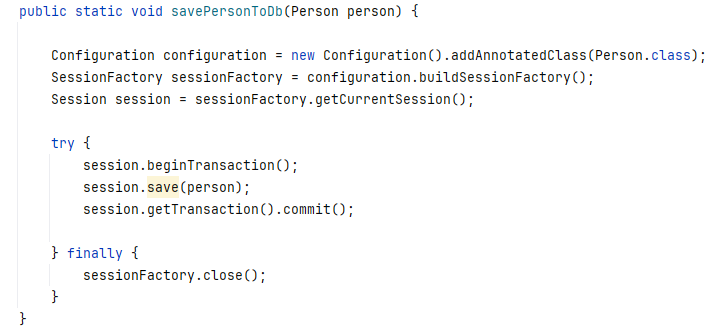 public static void savePersonToDb(Person person) {
Configuration configuration = new Configuration().addAnnotatedClass(Person.class);
SessionFactory sessionFactory = configuration.buildSessionFactory();
Session session = sessionFactory.getCurrentSession();
try {
session.beginTransaction();
session.save(person);
session.getTransaction().commit();
} finally {
sessionFactory.close();
}
}